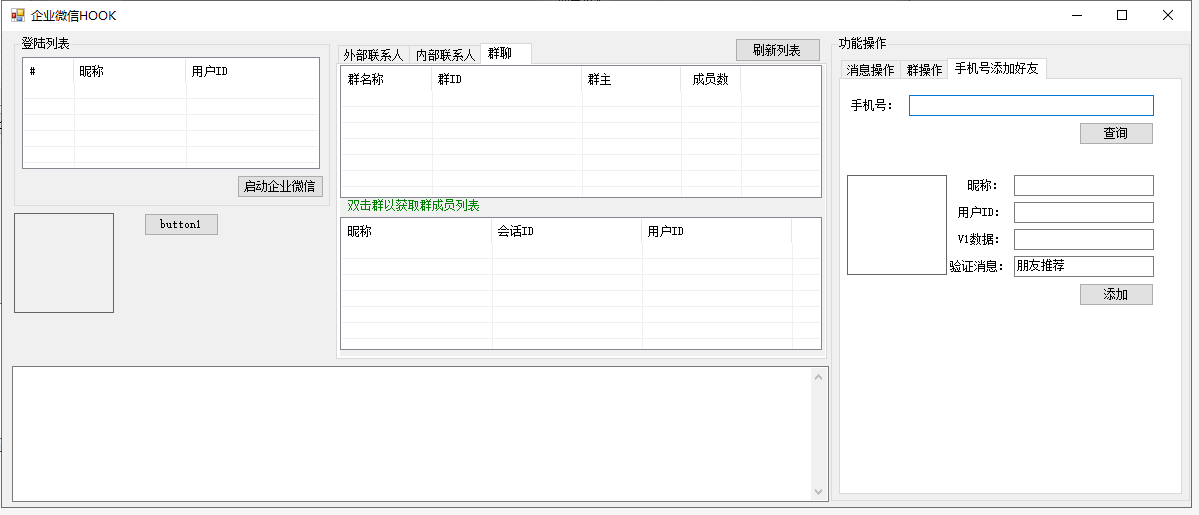 企业微信HOOK
登陆列表
# 昵称 用户ID
启动企业微信
button1
外部联系人 内部联系人 群聊
刷新列表
群名称 群ID 群主 成员数
双击群以获取群成员列表
昵称 会话ID 用户ID
功能操作
消息操作 群操作 手机号添加好友
手机号：
查询
昵称：
用户ID：
V1数据：
验证消息： 朋友推荐
添加